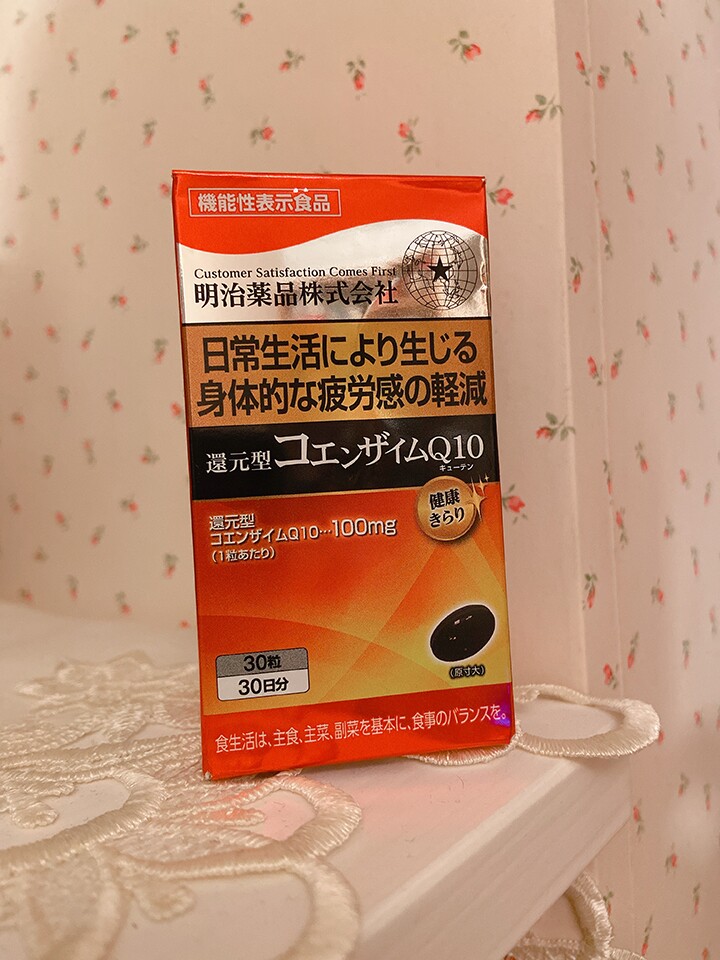 機能性表示食品
Customer Satisfaction Comes First
明治薬品株式会社
日常生活により生じる
身体的な疲労感の軽減
還元型コエンザイムQ10
キューテン
健康
きらり
還元型
コエンザイムQ10…100mg
(1粒あたり)
(原寸大)
30粒
30日分
食生活は、主食、主菜、副菜を基本に、食事のバランスを。